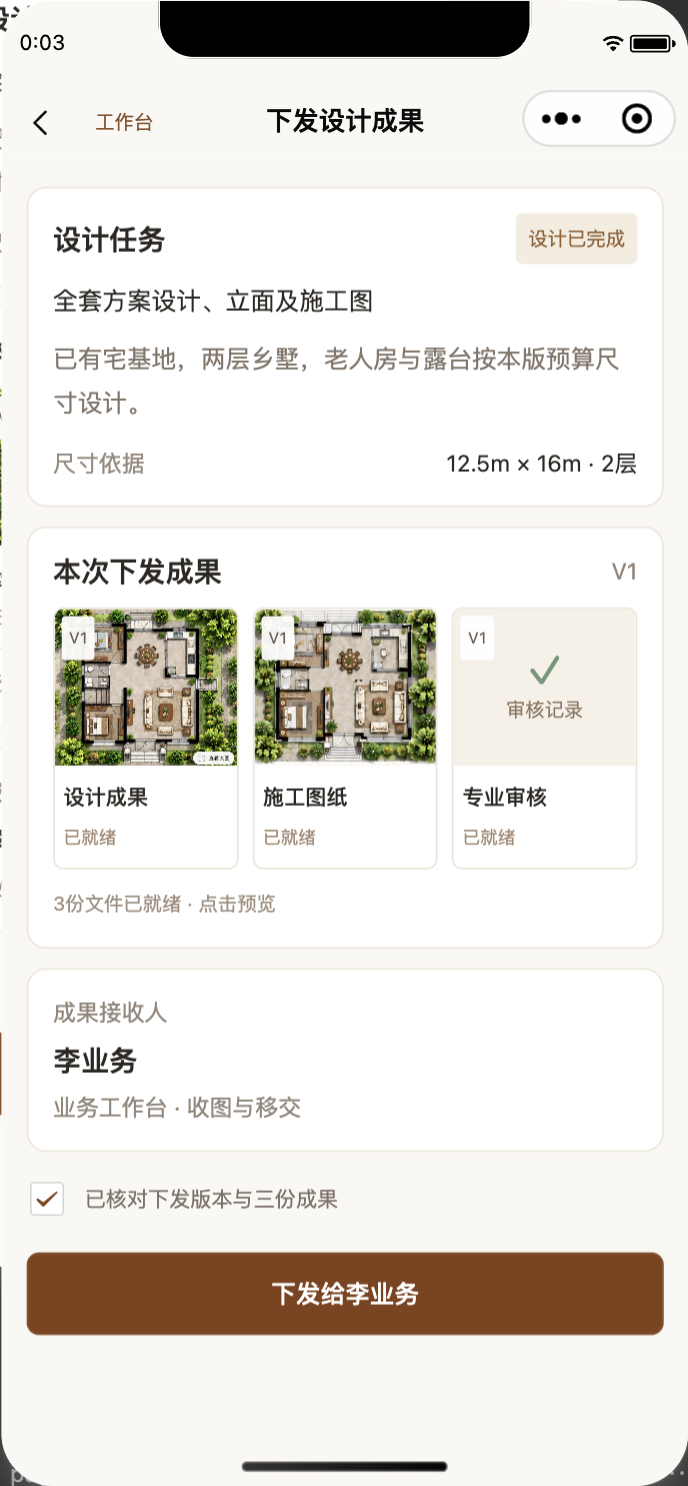 0:03
工作台
下发设计成果
设计任务
设计已完成
全套方案设计、立面及施工图
已有宅基地，两层乡墅，老人房与露台按本版预算尺
寸设计。
尺寸依据
12.5m × 16m · 2层
本次下发成果
V1
V1
V1
V1
审核记录
设计成果
施工图纸
专业审核
已就绪
已就绪
已就绪
3份文件已就绪 · 点击预览
成果接收人
李业务
业务工作台 · 收图与移交
已核对下发版本与三份成果
下发给李业务